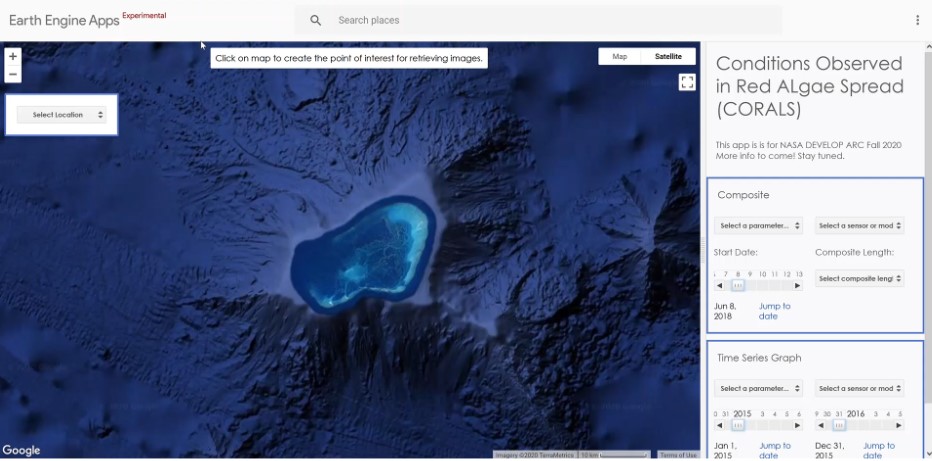 Earth Engine Apps Experimental
Search places
Click on map to create the point of interest for retrieving images.
Map Satellite
+
−
Select Location
Conditions Observed
in Red ALgae Spread
(CORALS)
This app is is for NASA DEVELOP ARC Fall 2020
More info to come! Stay tuned.
Composite
Select a parameter... Select a sensor or mod
Start Date: Composite Length:
7 8 9 10 11 12 13
Select composite lengt
Jun 8, 2018
Jump to date
Time Series Graph
Select a parameter... Select a sensor or mod
31 2015 3 4 5 6
9 30 31 2016 3 4 5
Jan 1, 2015
Jump to date
Dec 31, 2015
Jump to date
Google
Imagery ©2020 TerraMetrics 10 km Terms of Use